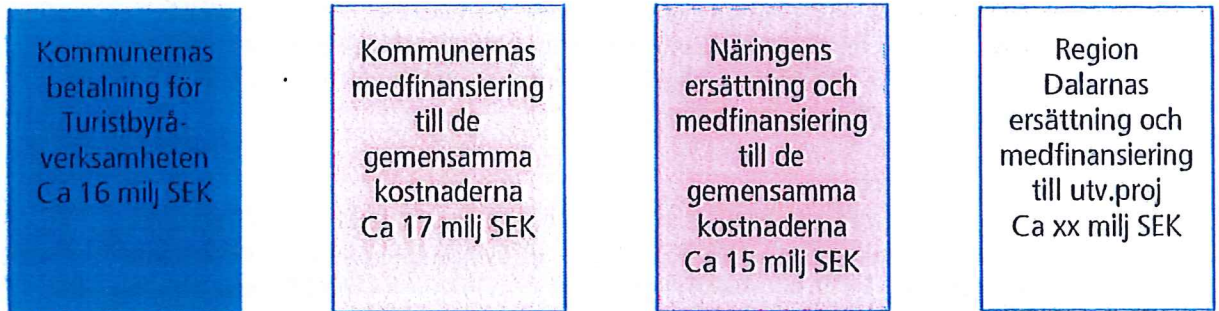 Kommunernas
betalning för
Turistbyrå-
verksamheten
Ca 16 milj SEK
Kommunernas
medfinansiering
till de
gemensamma
kostnaderna
Ca 17 milj SEK
Näringens
ersättning och
medfinansiering
till de
gemensamma
kostnaderna
Ca 15 milj SEK
Region
Dalarnas
ersättning och
medfinansiering
till utv.proj
Ca xx milj SEK